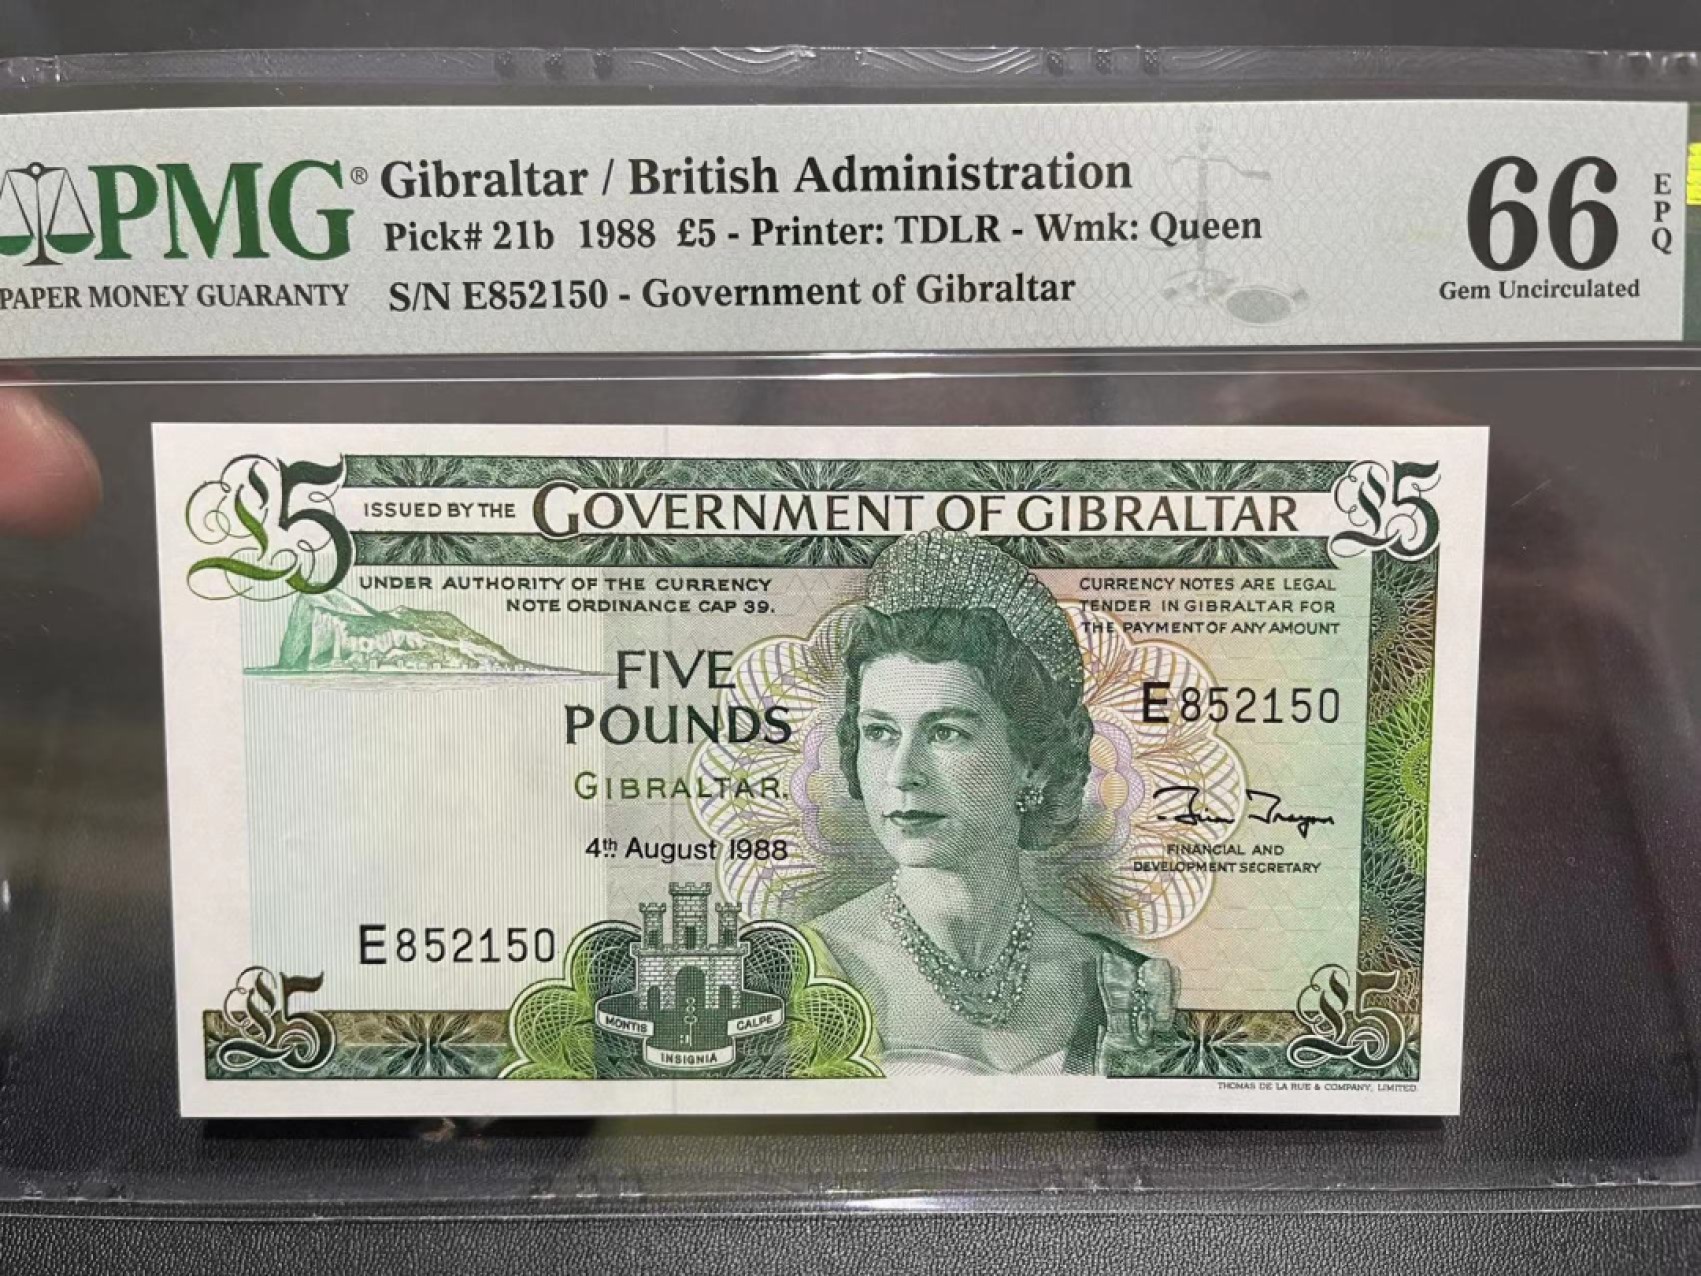 PMG®
PAPER MONEY GUARANTY
Gibraltar / British Administration
Pick# 21b 1988 £5 - Printer: TDLR - Wmk: Queen
S/N E852150 - Government of Gibraltar
66
EPQ
Gem Uncirculated
£5
ISSUED BY THE GOVERNMENT OF GIBRALTAR
£5
UNDER AUTHORITY OF THE CURRENCY
NOTE ORDINANCE CAP 39.
CURRENCY NOTES ARE LEGAL
TENDER IN GIBRALTAR FOR
THE PAYMENT OF ANY AMOUNT
FIVE
POUNDS
GIBRALTAR.
4th August 1988
E852150
FINANCIAL AND
DEVELOPMENT SECRETARY
E852150
£5
MONTIS
INSIGNIA
CALPE
£5
THOMAS DE LA RUE & COMPANY, LIMITED.